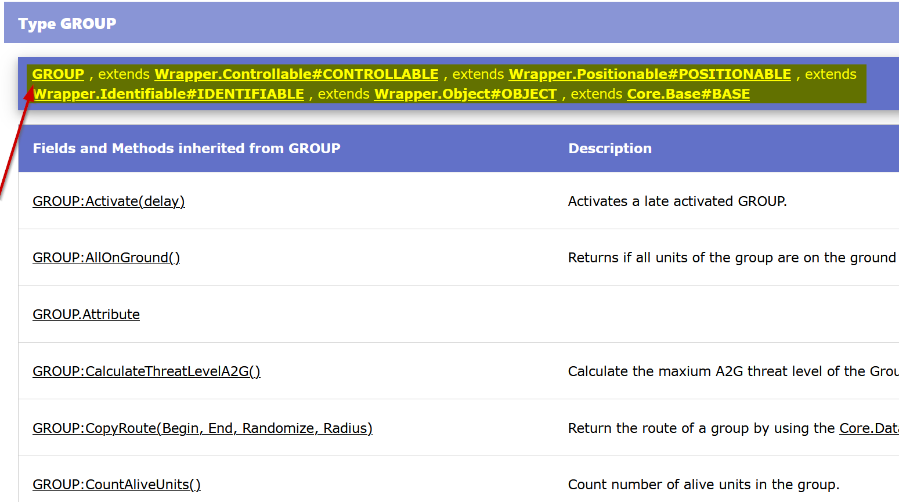 Type GROUP
GROUP , extends Wrapper.Controllable#CONTROLLABLE , extends Wrapper.Positionable#POSITIONABLE , extends
Wrapper.Identifiable#IDENTIFIABLE , extends Wrapper.Object#OBJECT , extends Core.Base#BASE
Fields and Methods inherited from GROUP Description
GROUP:Activate(delay) Activates a late activated GROUP.
GROUP:AllOnGround() Returns if all units of the group are on the ground
GROUP.Attribute
GROUP:CalculateThreatLevelA2G() Calculate the maxium A2G threat level of the Grou
GROUP:CopyRoute(Begin, End, Randomize, Radius) Return the route of a group by using the Core.Data
GROUP:CountAliveUnits() Count number of alive units in the group.